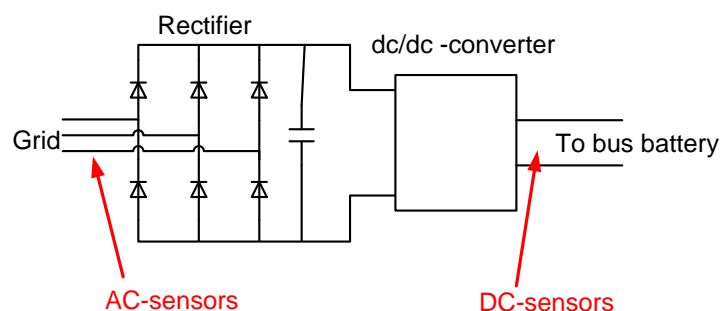 Rectifier
dc/dc -converter
Grid
To bus battery
AC-sensors
DC-sensors